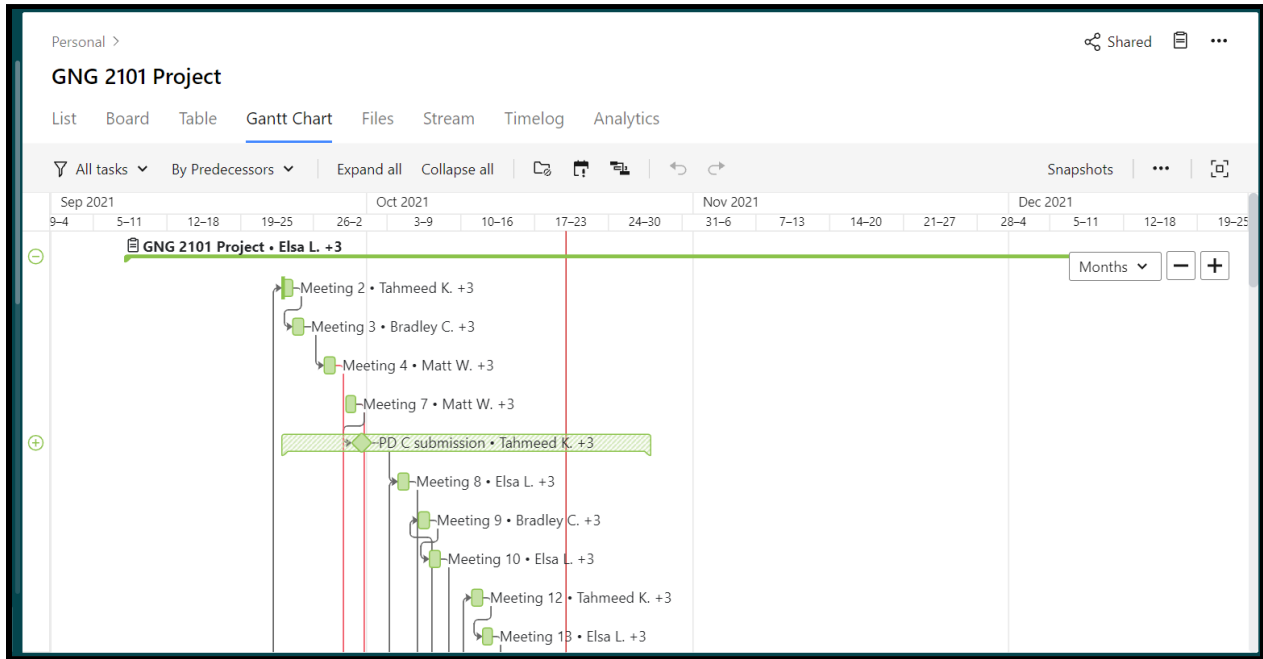 Personal >
Shared
GNG 2101 Project
List Board Table Gantt Chart Files Stream Timelog Analytics
All tasks By Predecessors Expand all Collapse all Snapshots
Sep 2021 Oct 2021 Nov 2021 Dec 2021
9–4 5–11 12–18 19–25 26–2 3–9 10–16 17–23 24–30 31–6 7–13 14–20 21–27 28–4 5–11 12–18 19–25
GNG 2101 Project • Elsa L. +3
Months
Meeting 2 • Tahmeed K. +3
Meeting 3 • Bradley C. +3
Meeting 4 • Matt W. +3
Meeting 7 • Matt W. +3
PD C submission • Tahmeed K. +3
Meeting 8 • Elsa L. +3
Meeting 9 • Bradley C. +3
Meeting 10 • Elsa L. +3
Meeting 12 • Tahmeed K. +3
Meeting 13 • Elsa L. +3